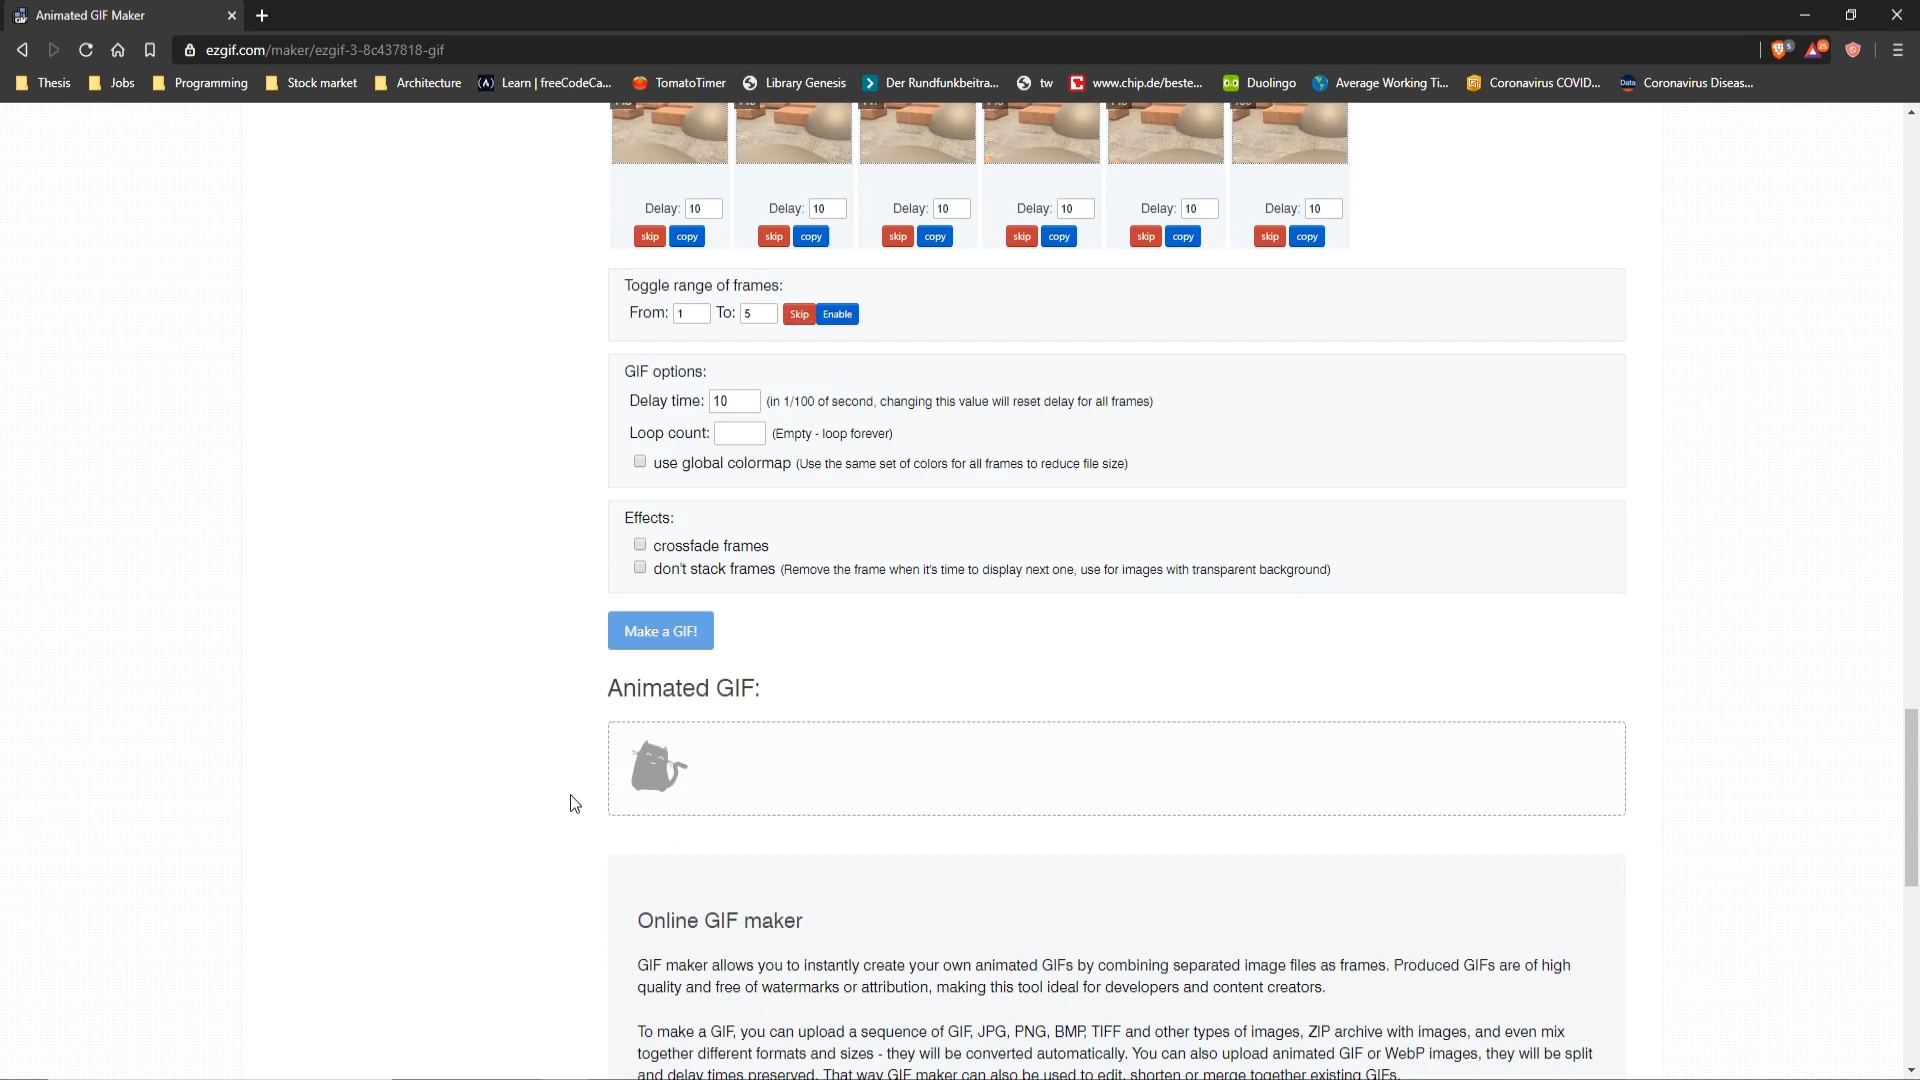 Animated GIF Maker
ezgif.com/maker/ezgif-3-8c437818-gif
5 25
Thesis Jobs Programming Stock market Architecture Learn | freeCodeCa... TomatoTimer Library Genesis Der Rundfunkbeitra... tw www.chip.de/beste... Duolingo Average Working Ti... Coronavirus COVID... Coronavirus Diseas...
Delay: 10 Delay: 10 Delay: 10 Delay: 10 Delay: 10 Delay: 10
skip copy skip copy skip copy skip copy skip copy skip copy
Toggle range of frames:
From: 1 To: 5 Skip Enable
GIF options:
Delay time: 10 (in 1/100 of second, changing this value will reset delay for all frames)
Loop count: (Empty - loop forever)
use global colormap (Use the same set of colors for all frames to reduce file size)
Effects:
crossfade frames
don't stack frames (Remove the frame when it's time to display next one, use for images with transparent background)
Make a GIF!
Animated GIF:
Online GIF maker
GIF maker allows you to instantly create your own animated GIFs by combining separated image files as frames. Produced GIFs are of high
quality and free of watermarks or attribution, making this tool ideal for developers and content creators.
To make a GIF, you can upload a sequence of GIF, JPG, PNG, BMP, TIFF and other types of images, ZIP archive with images, and even mix
together different formats and sizes - they will be converted automatically. You can also upload animated GIF or WebP images, they will be split
and delay times preserved. That way GIF maker can also be used to edit, shorten or merge together existing GIFs.